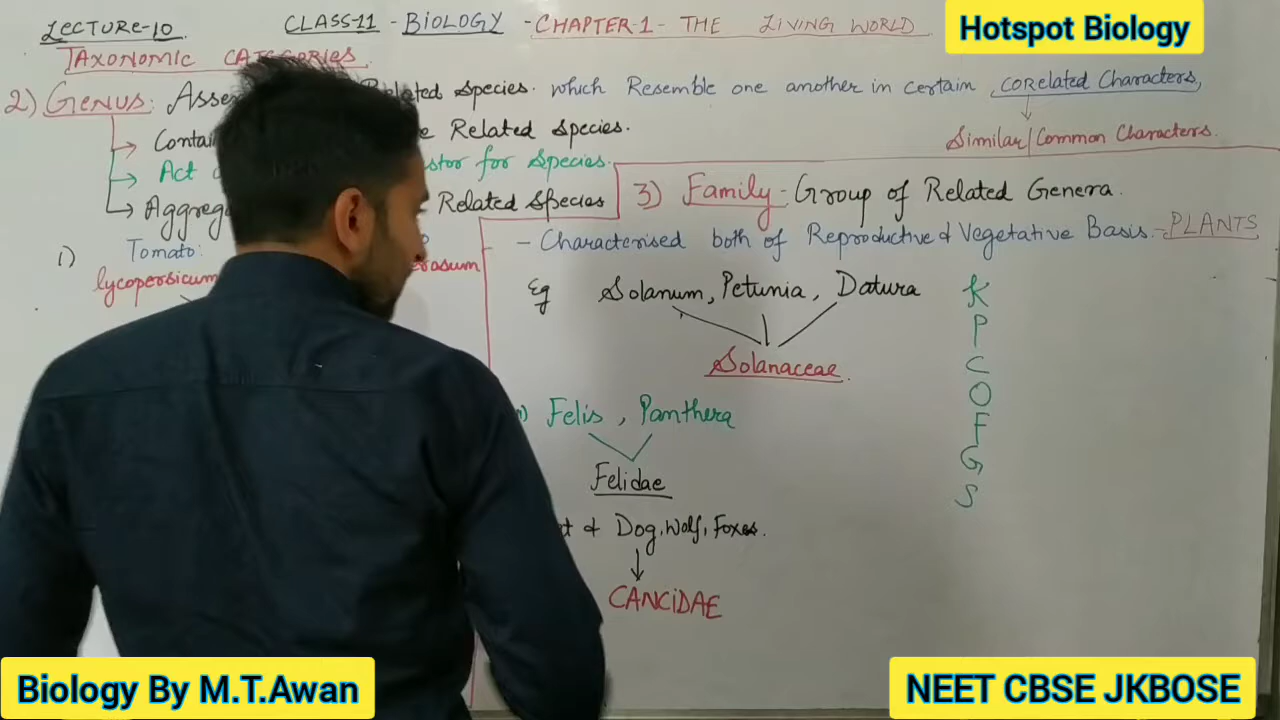 LECTURE-10
CLASS-11 - BIOLOGY - CHAPTER-1 - THE LIVING WORLD
Hotspot Biology
TAXONOMIC
2) GENUS: Related Species. which Resemble one another in certain CORelated Characters,
Related Species.
Similar/Common Characters.
Act for Species.
Related Species
3) Family - Group of Related Genera.
- Characterised both of Reproductive & Vegetative Basis. - PLANTS
i) Tomato:
lycopersicum
Eg Solanum, Petunia, Datura
Solanaceae.
K
P
C
O
F
G
S
Felis, Panthera
Felidae
& Dog, Wolf, Foxes.
CANCIDAE
Biology By M.T.Awan
NEET CBSE JKBOSE